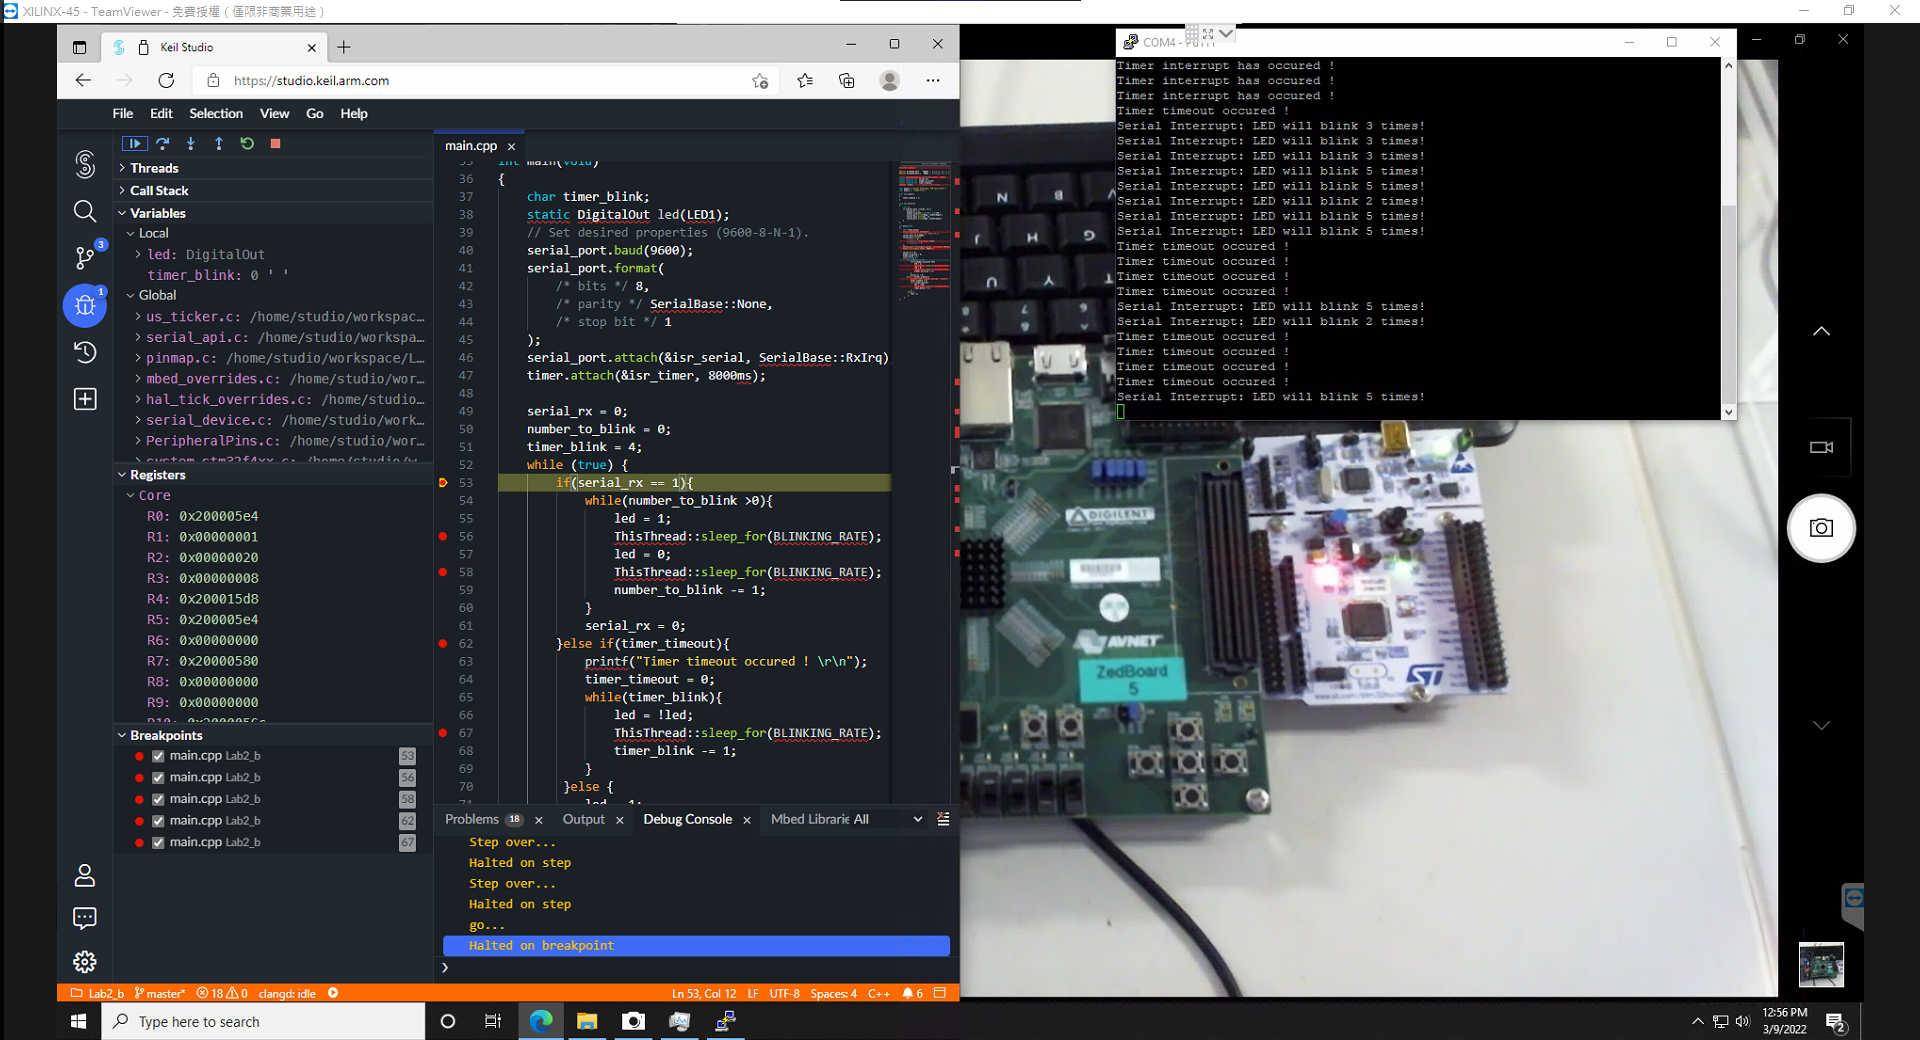 XILINX-45 - TeamViewer - 免費授權（僅限非商業用途）
Keil Studio
https://studio.keil.arm.com
File Edit Selection View Go Help
Threads
Call Stack
Variables
Local
led: DigitalOut
timer_blink: 0 ' '
Global
us_ticker.c: /home/studio/workspac…
serial_api.c: /home/studio/workspa…
pinmap.c: /home/studio/workspace/L…
mbed_overrides.c: /home/studio/wor…
hal_tick_overrides.c: /home/studio…
serial_device.c: /home/studio/work…
PeripheralPins.c: /home/studio/wor…
Registers
Core
R0: 0x200005e4
R1: 0x00000001
R2: 0x00000020
R3: 0x00000008
R4: 0x200015d8
R5: 0x200005e4
R6: 0x00000000
R7: 0x20000580
R8: 0x00000000
R9: 0x00000000
Breakpoints
main.cpp Lab2_b 53
main.cpp Lab2_b 56
main.cpp Lab2_b 58
main.cpp Lab2_b 62
main.cpp Lab2_b 67
3
1
main.cpp
35 int main(void)
36 {
37 char timer_blink;
38 static DigitalOut led(LED1);
39 // Set desired properties (9600-8-N-1).
40 serial_port.baud(9600);
41 serial_port.format(
42 /* bits */ 8,
43 /* parity */ SerialBase::None,
44 /* stop bit */ 1
45 );
46 serial_port.attach(&isr_serial, SerialBase::RxIrq)
47 timer.attach(&isr_timer, 8000ms);
48
49 serial_rx = 0;
50 number_to_blink = 0;
51 timer_blink = 4;
52 while (true) {
53 if(serial_rx == 1){
54 while(number_to_blink >0){
55 led = 1;
56 ThisThread::sleep_for(BLINKING_RATE);
57 led = 0;
58 ThisThread::sleep_for(BLINKING_RATE);
59 number_to_blink -= 1;
60 }
61 serial_rx = 0;
62 }else if(timer_timeout){
63 printf("Timer timeout occured ! \r\n");
64 timer_timeout = 0;
65 while(timer_blink){
66 led = !led;
67 ThisThread::sleep_for(BLINKING_RATE);
68 timer_blink -= 1;
69 }
70 }else {
Problems 18 Output Debug Console Mbed Librarie All
Step over...
Halted on step
Step over...
Halted on step
go...
Halted on breakpoint
Lab2_b master* 18 0 clangd: idle Ln 53, Col 12 LF UTF-8 Spaces: 4 C++ 6
COM4 - PuTTY
Timer interrupt has occured !
Timer interrupt has occured !
Timer interrupt has occured !
Timer timeout occured !
Serial Interrupt: LED will blink 3 times!
Serial Interrupt: LED will blink 3 times!
Serial Interrupt: LED will blink 3 times!
Serial Interrupt: LED will blink 5 times!
Serial Interrupt: LED will blink 5 times!
Serial Interrupt: LED will blink 2 times!
Serial Interrupt: LED will blink 5 times!
Serial Interrupt: LED will blink 5 times!
Timer timeout occured !
Timer timeout occured !
Timer timeout occured !
Timer timeout occured !
Serial Interrupt: LED will blink 5 times!
Serial Interrupt: LED will blink 2 times!
Timer timeout occured !
Timer timeout occured !
Timer timeout occured !
Timer timeout occured !
Serial Interrupt: LED will blink 5 times!
N B V
J H G
U Y T
DIGILENT
AVNET
ZedBoard
5
ST
Type here to search
12:56 PM
3/9/2022
2